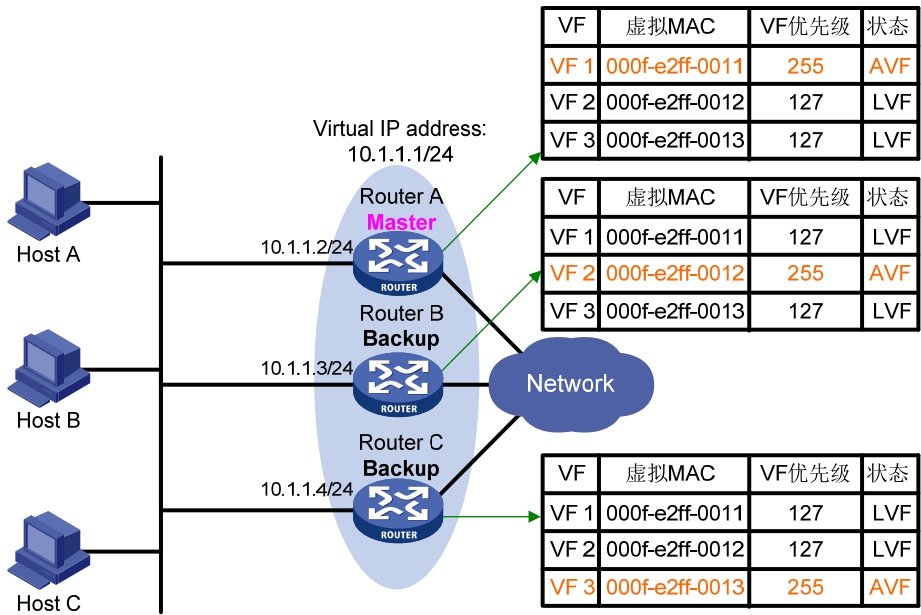 VF 虚拟MAC VF优先级 状态
VF 1 000f-e2ff-0011 255 AVF
VF 2 000f-e2ff-0012 127 LVF
VF 3 000f-e2ff-0013 127 LVF
Virtual IP address:
10.1.1.1/24
Host A
Router A
Master
10.1.1.2/24
ROUTER
VF 虚拟MAC VF优先级 状态
VF 1 000f-e2ff-0011 127 LVF
VF 2 000f-e2ff-0012 255 AVF
VF 3 000f-e2ff-0013 127 LVF
Router B
Backup
10.1.1.3/24
ROUTER
Network
Host B
Router C
Backup
10.1.1.4/24
ROUTER
VF 虚拟MAC VF优先级 状态
VF 1 000f-e2ff-0011 127 LVF
VF 2 000f-e2ff-0012 127 LVF
VF 3 000f-e2ff-0013 255 AVF
Host C